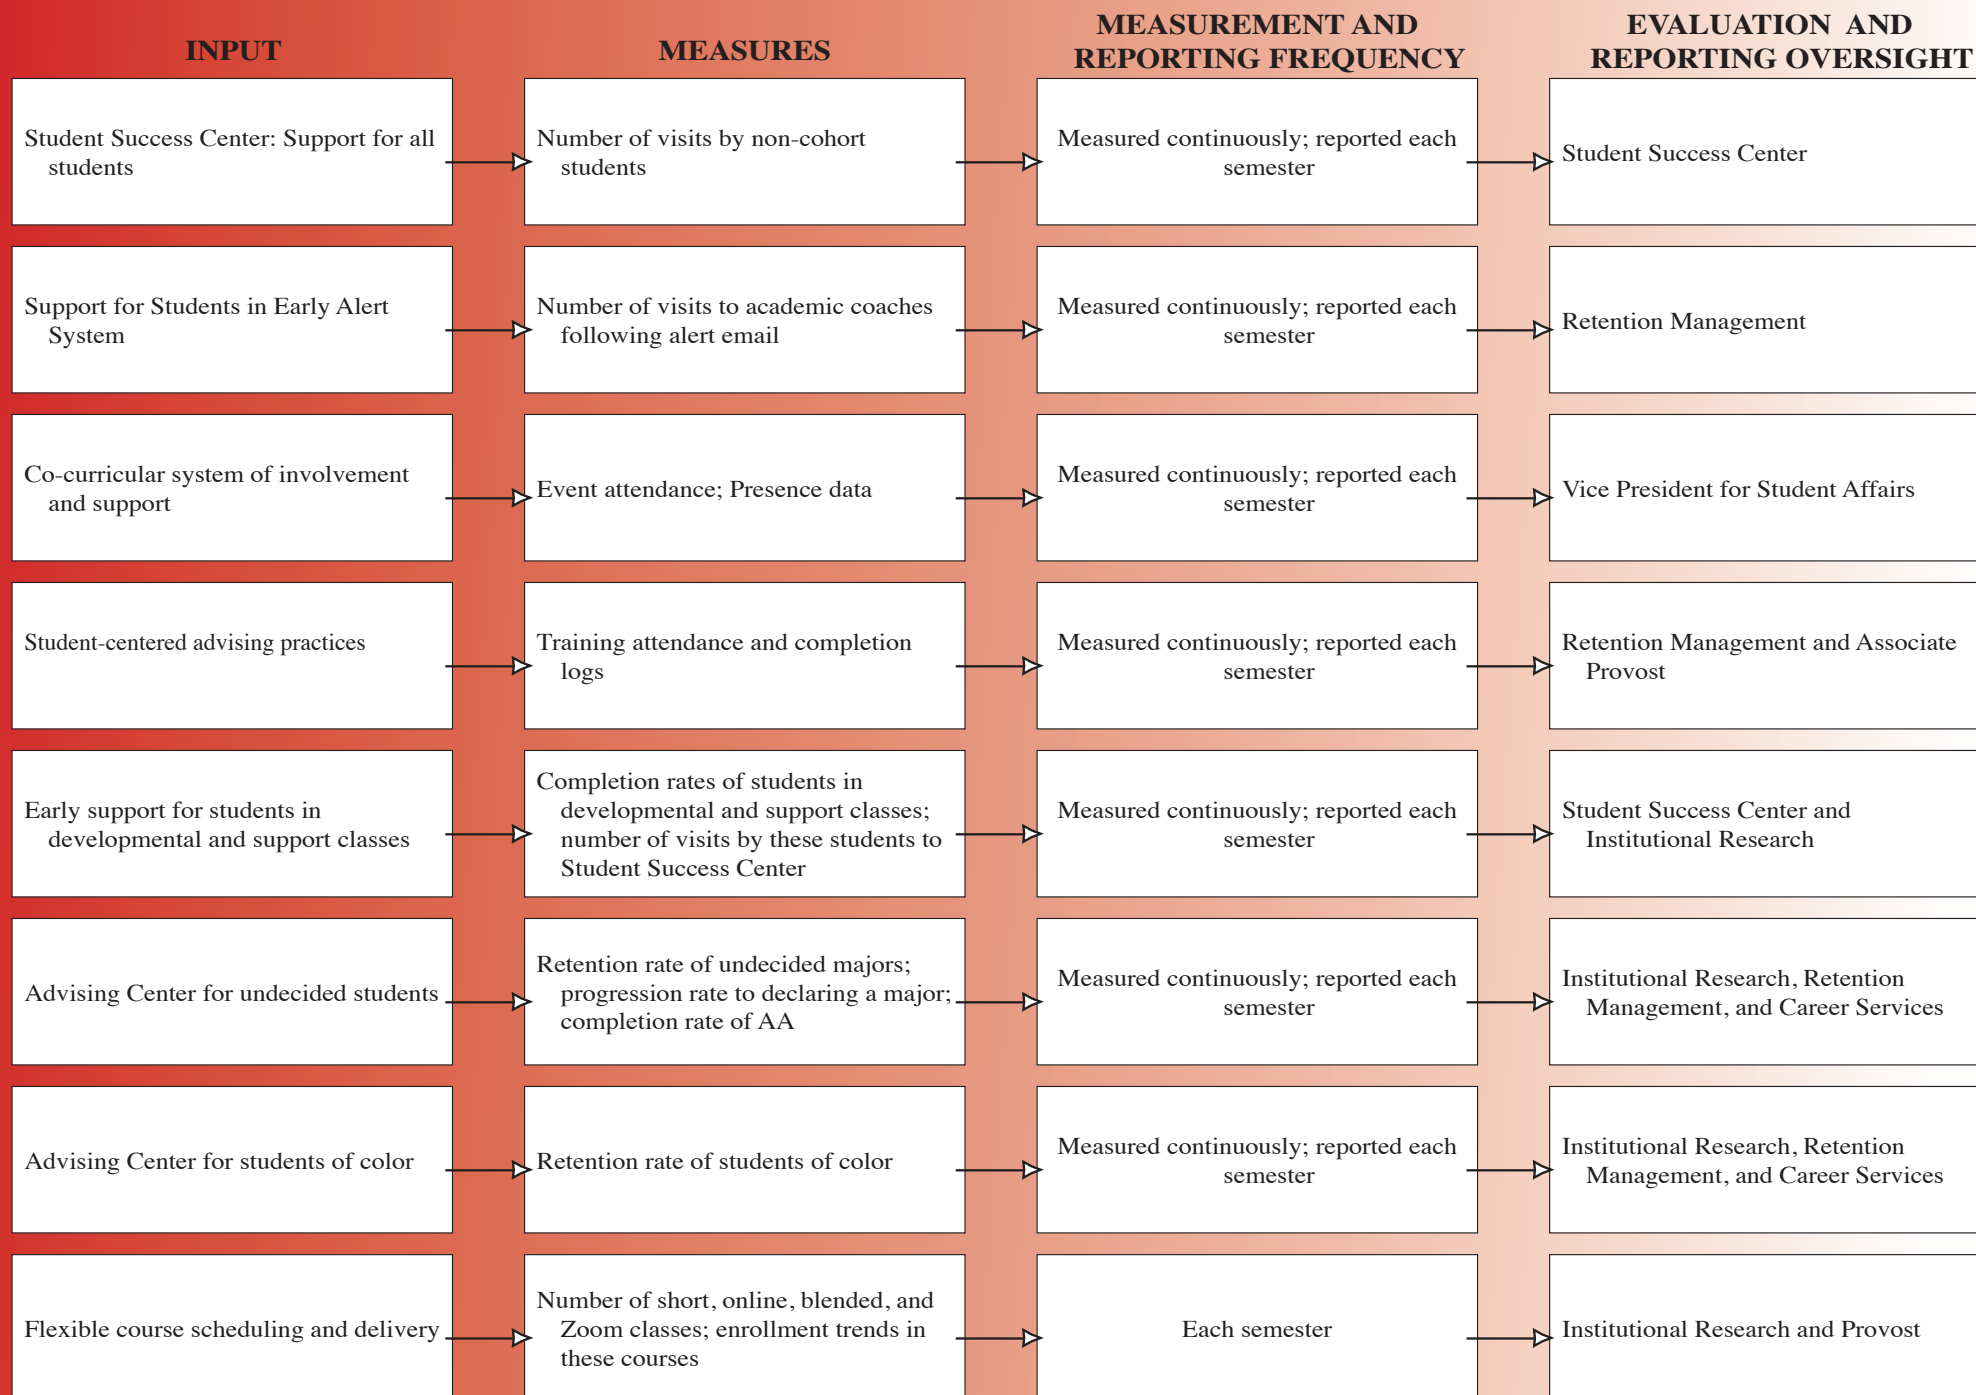 INPUT
MEASURES
MEASUREMENT AND
REPORTING FREQUENCY
EVALUATION AND
REPORTING OVERSIGHT
Student Success Center: Support for all
students
Number of visits by non-cohort
students
Measured continuously; reported each
semester
Student Success Center
Support for Students in Early Alert
System
Number of visits to academic coaches
following alert email
Measured continuously; reported each
semester
Retention Management
Co-curricular system of involvement
and support
Event attendance; Presence data
Measured continuously; reported each
semester
Vice President for Student Affairs
Student-centered advising practices
Training attendance and completion
logs
Measured continuously; reported each
semester
Retention Management and Associate
Provost
Early support for students in
developmental and support classes
Completion rates of students in
developmental and support classes;
number of visits by these students to
Student Success Center
Measured continuously; reported each
semester
Student Success Center and
Institutional Research
Advising Center for undecided students
Retention rate of undecided majors;
progression rate to declaring a major;
completion rate of AA
Measured continuously; reported each
semester
Institutional Research, Retention
Management, and Career Services
Advising Center for students of color
Retention rate of students of color
Measured continuously; reported each
semester
Institutional Research, Retention
Management, and Career Services
Flexible course scheduling and delivery
Number of short, online, blended, and
Zoom classes; enrollment trends in
these courses
Each semester
Institutional Research and Provost